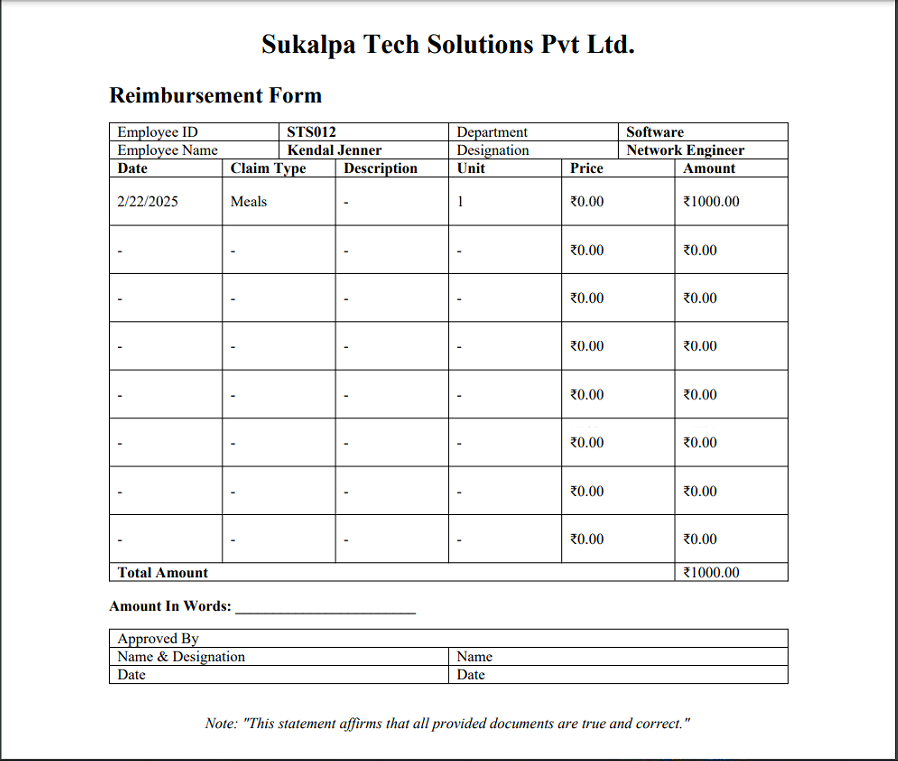 Sukalpa Tech Solutions Pvt Ltd.
Reimbursement Form
Employee ID STS012 Department Software
Employee Name Kendal Jenner Designation Network Engineer
Date Claim Type Description Unit Price Amount
2/22/2025 Meals - 1 ₹0.00 ₹1000.00
- - - - ₹0.00 ₹0.00
- - - - ₹0.00 ₹0.00
- - - - ₹0.00 ₹0.00
- - - - ₹0.00 ₹0.00
- - - - ₹0.00 ₹0.00
- - - - ₹0.00 ₹0.00
- - - - ₹0.00 ₹0.00
Total Amount ₹1000.00
Amount In Words: ________________________
Approved By
Name & Designation Name
Date Date
Note: "This statement affirms that all provided documents are true and correct."